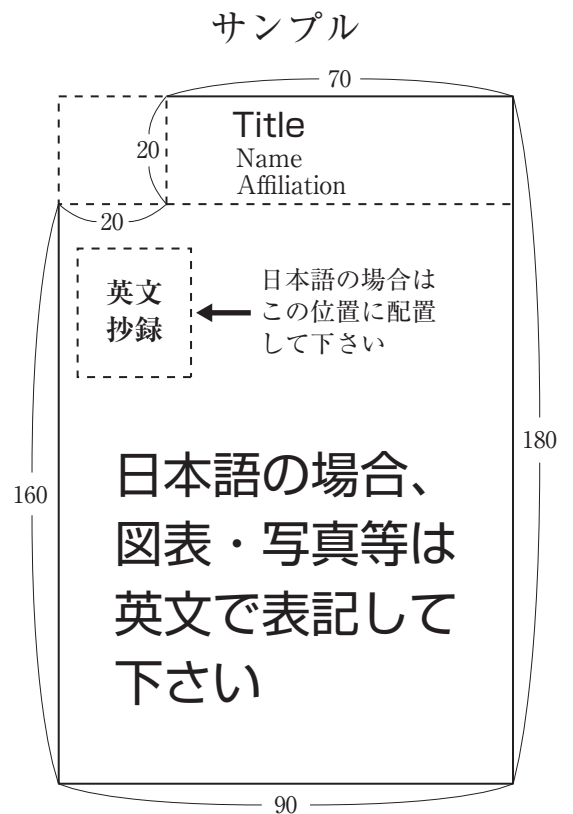 サンプル
70
20
Title
Name
Affiliation
20
英文
抄録
日本語の場合は
この位置に配置
して下さい
160
180
日本語の場合、
図表・写真等は
英文で表記して
下さい
90